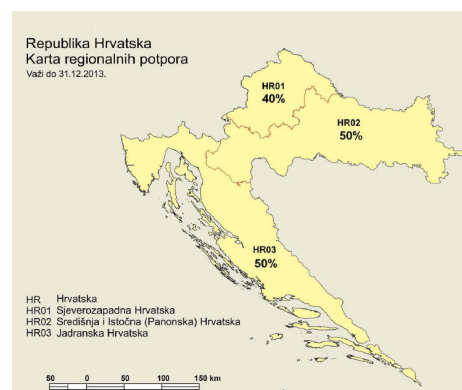 Republika Hrvatska
Karta regionalnih potpora
Važi do 31.12.2013.
HR01
40%
HR02
50%
HR03
50%
HR Hrvatska
HR01 Sjeverozapadna Hrvatska
HR02 Središnja i Istočna (Panonska) Hrvatska
HR03 Jadranska Hrvatska
50 0 50 100 150 km